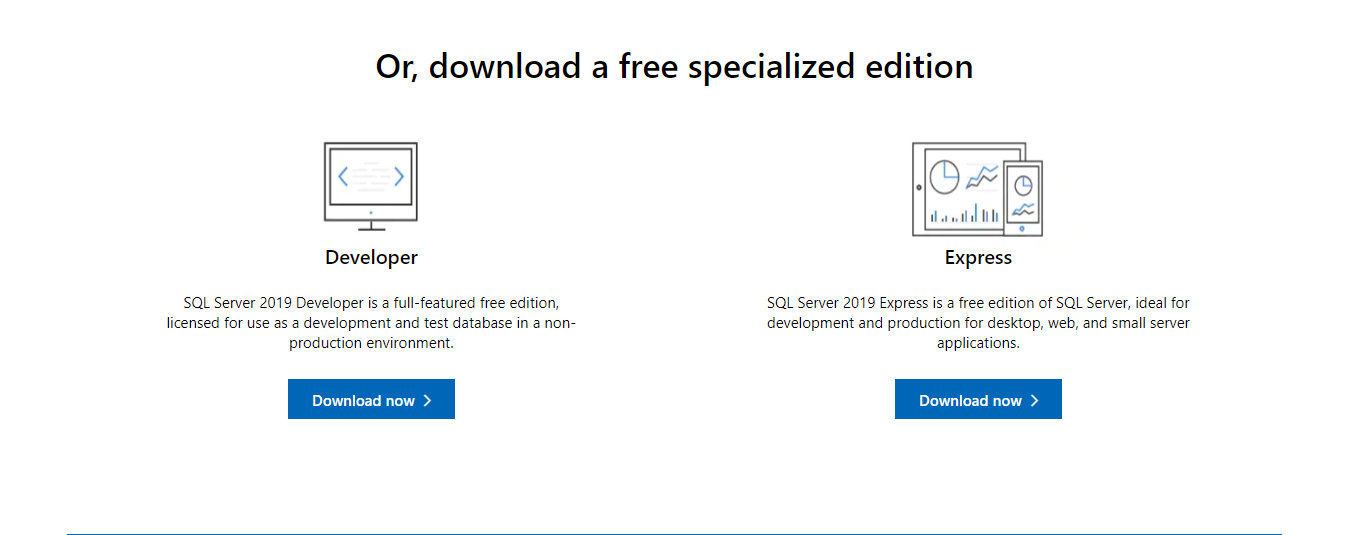 Or, download a free specialized edition
Developer
SQL Server 2019 Developer is a full-featured free edition,
licensed for use as a development and test database in a non-
production environment.
Download now
Express
SQL Server 2019 Express is a free edition of SQL Server, ideal for
development and production for desktop, web, and small server
applications.
Download now